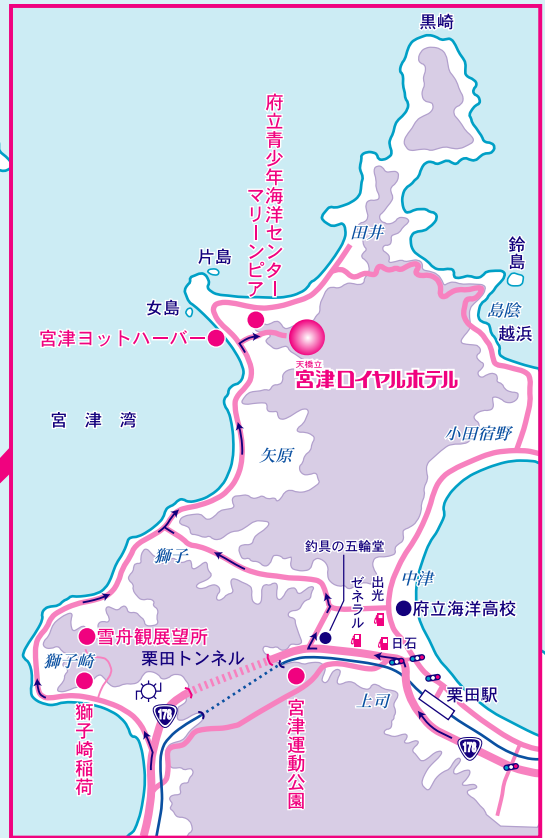 黒崎
府立青少年海洋センター
マリーンピア
田井
片島
鈴島
女島
島陰
越浜
宮津ヨットハーバー
天橋立
宮津ロイヤルホテル
宮津湾
小田宿野
矢原
釣具の五輪堂
獅子
ゼネラル
出光
中津
府立海洋高校
雪舟観展望所
日石
栗田トンネル
獅子崎
上司
栗田駅
獅子崎稲荷
宮津運動公園
178
178